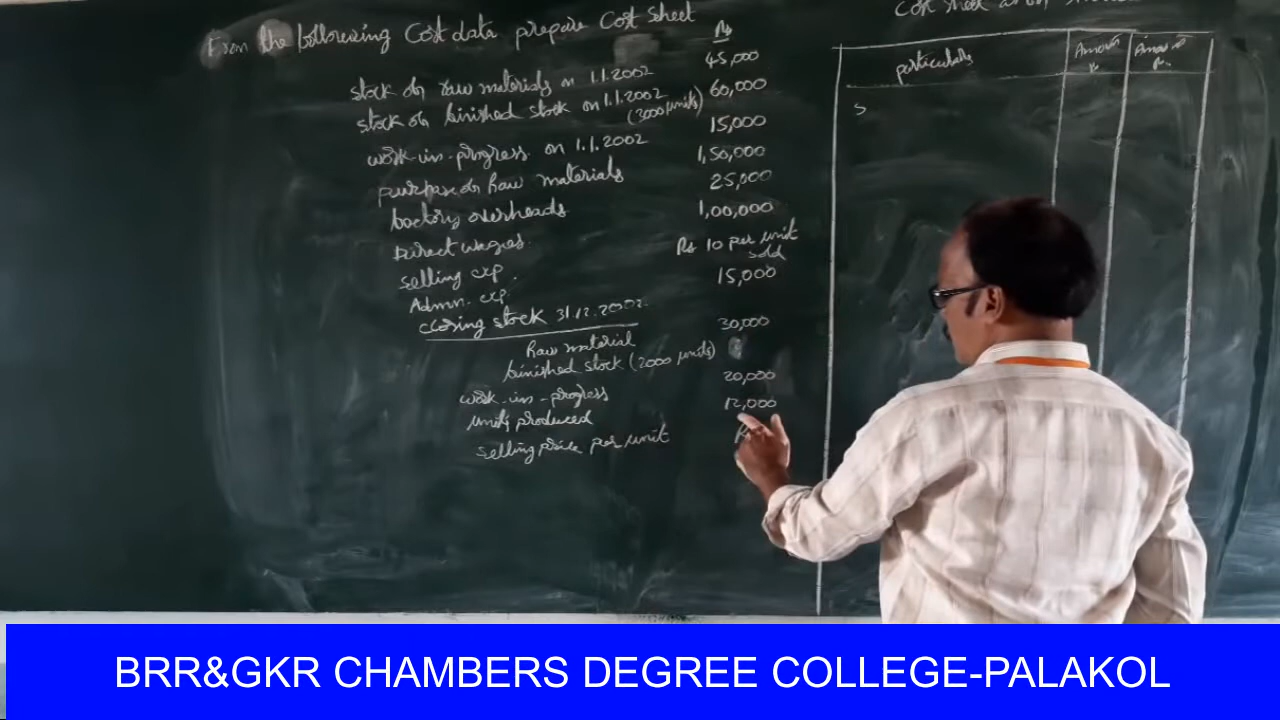 From the following Cost data prepare Cost Sheet
Rs
stock of raw materials on 1.1.2002 45,000
stock of finished stock on 1.1.2002 60,000
(3000 units)
work-in-progress on 1.1.2002 15,000
purchase of Raw materials 1,50,000
factory overheads 25,000
Direct wages 1,00,000
selling exp. Rs 10 per unit
sold
Admn. exp. 15,000
closing stock 31.12.2002.
Raw material 30,000
finished stock (2000 units)
work-in-progress 20,000
units produced 12,000
selling price per unit
Cost sheet
particulars Amount Amount
BRR&GKR CHAMBERS DEGREE COLLEGE-PALAKOL